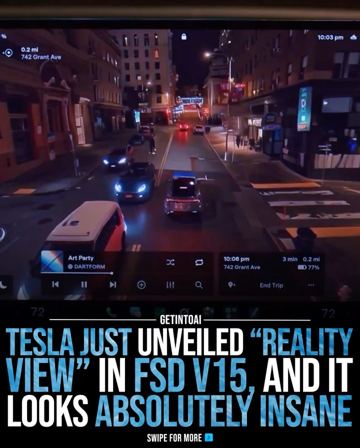 0.2 mi
742 Grant Ave
10:03 pm
Art Party
DARTFORM
10:06 pm
3 min
0.2 mi
742 Grant Ave
77%
End Trip
72
72
GETINTOAI
TESLA JUST UNVEILED “REALITY
VIEW” IN FSD V15, AND IT
LOOKS ABSOLUTELY INSANE
SWIPE FOR MORE